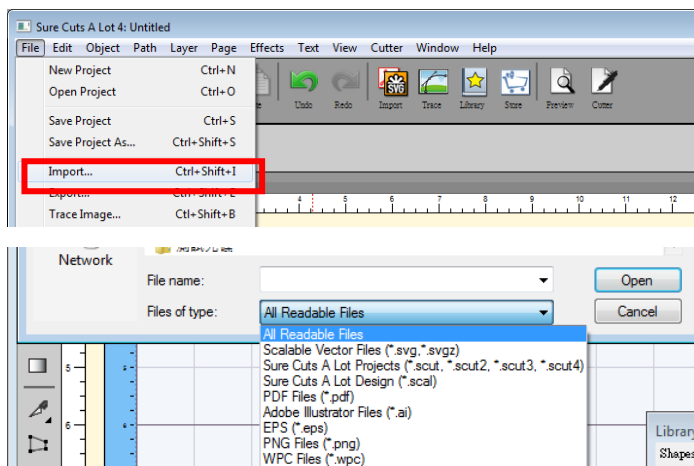 Sure Cuts A Lot 4: Untitled
File Edit Object Path Layer Page Effects Text View Cutter Window Help
New Project Ctrl+N
Open Project Ctrl+O
Undo Redo Import Trace Library Store Preview Cutter
Save Project Ctrl+S
Save Project As... Ctrl+Shift+S
Import... Ctrl+Shift+I
Export... Ctrl+Shift+E
4 5 6 7 8 9 10 11 12
Trace Image... Ctl+Shift+B
Network
File name: Open
Files of type: All Readable Files Cancel
All Readable Files
Scalable Vector Files (*.svg,*.svgz)
Sure Cuts A Lot Projects (*.scut, *.scut2, *.scut3, *.scut4)
5
Sure Cuts A Lot Design (*.scal)
PDF Files (*.pdf)
Adobe Illustrator Files (*.ai)
EPS (*.eps)
6
Library
PNG Files (*.png)
Shapes
WPC Files (*.wpc)